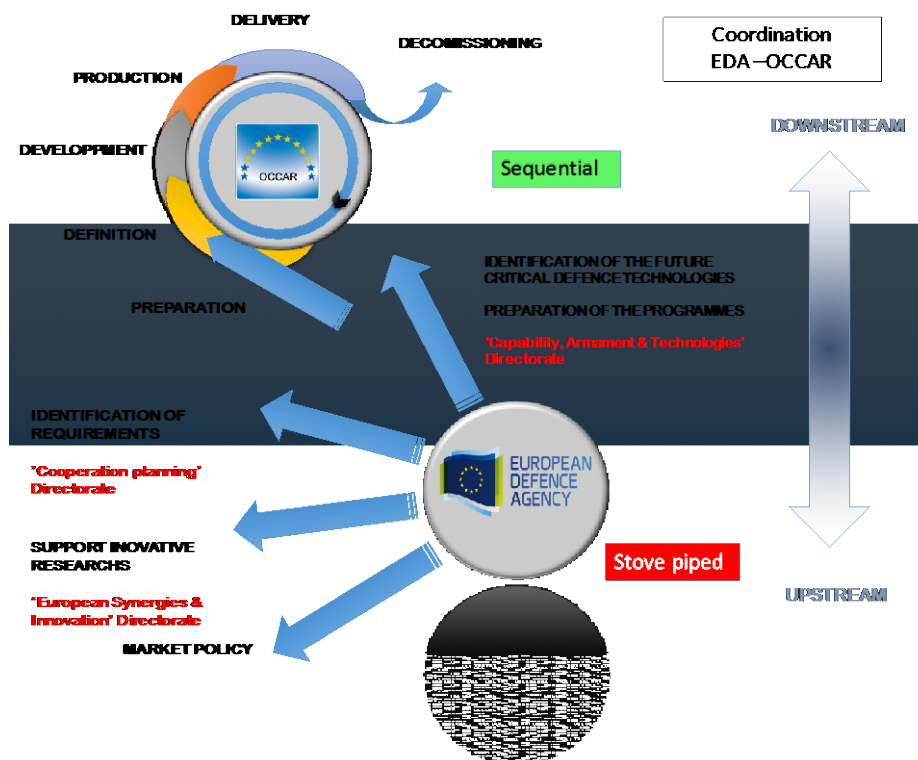 DELIVERY
DECOMISSIONING
Coordination
EDA – OCCAR
PRODUCTION
DOWNSTREAM
DEVELOPPMENT
OCCAR
Sequential
DEFINITION
IDENTIFICATION OF THE FUTURE
CRITICAL DEFENCE TECHNOLOGIES
PREPARATION
PREPARATION OF THE PROGRAMMES
'Capability, Armament & Technologies'
Directorale
IDENTIFICATION OF
REQUIREMENTS
'Cooperation planning'
Directorate
EUROPEAN
DEFENCE
AGENCY
SUPPORT INOVATIVE
RESEARCHS
Stove piped
'European Synergies &
Innovation' Directorate
UPSTREAM
MARKET POLICY